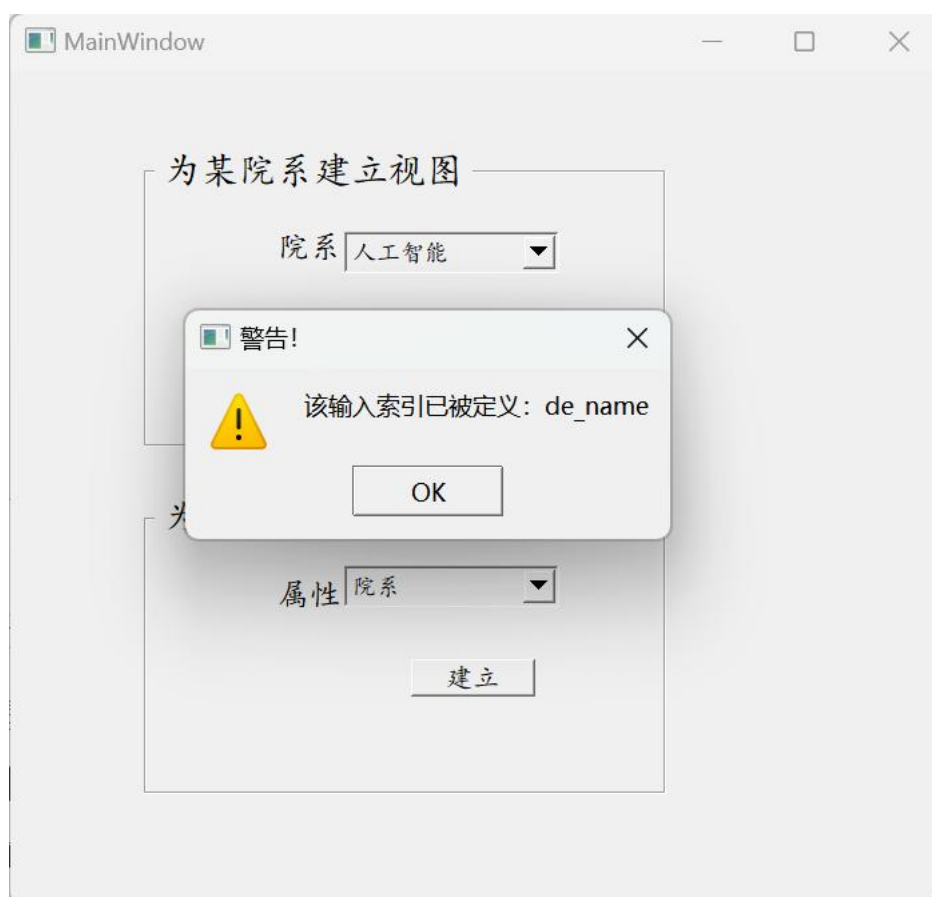 MainWindow
为某院系建立视图
院系 人工智能
警告!
该输入索引已被定义：de_name
OK
属性 院系
建立